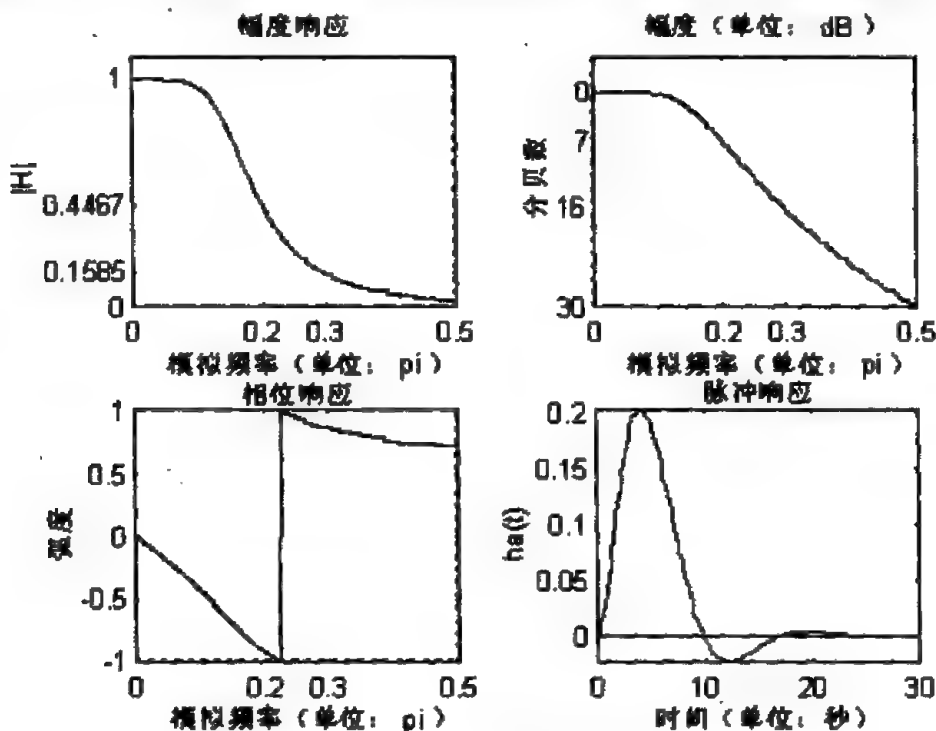 幅度响应
1
0.4467
0.1585
0
|H|
0
0.2
0.3
0.5
模拟频率(单位: pi)
幅度(单位: dB)
0
7
16
30
分贝数
0
0.2
0.3
0.5
模拟频率(单位: pi)
相位响应
1
0.5
0
-0.5
-1
弧度
0
0.2
0.3
0.5
模拟频率(单位: pi)
脉冲响应
0.2
0.15
0.1
0.05
0
ha(t)
0
10
20
30
时间(单位: 秒)